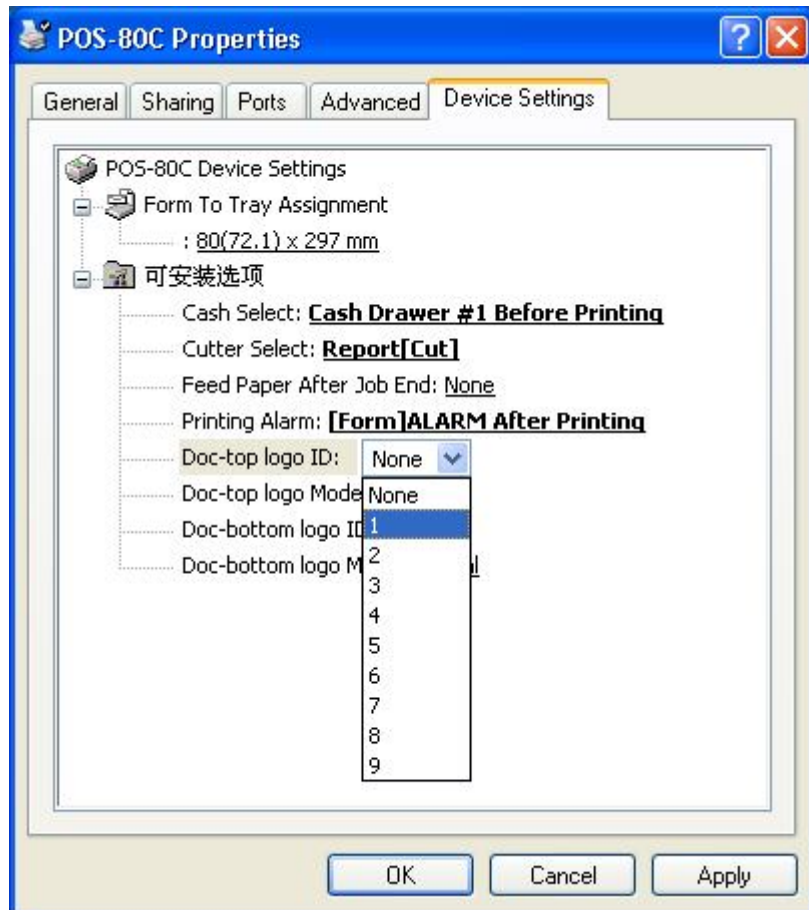 POS-80C Properties
General Sharing Ports Advanced Device Settings
POS-80C Device Settings
Form To Tray Assignment
: 80(72.1) x 297 mm
可安装选项
Cash Select: Cash Drawer #1 Before Printing
Cutter Select: Report[Cut]
Feed Paper After Job End: None
Printing Alarm: [Form]ALARM After Printing
Doc-top logo ID: None
Doc-top logo Mode
None
Doc-bottom logo
1
Doc-bottom logo
2
3
4
5
6
7
8
9
OK Cancel Apply